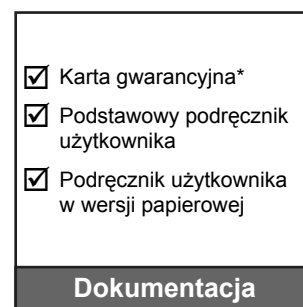 Karta gwarancyjna*
Podstawowy podręcznik
użytkownika
Podręcznik użytkownika
w wersji papierowej
Dokumentacja